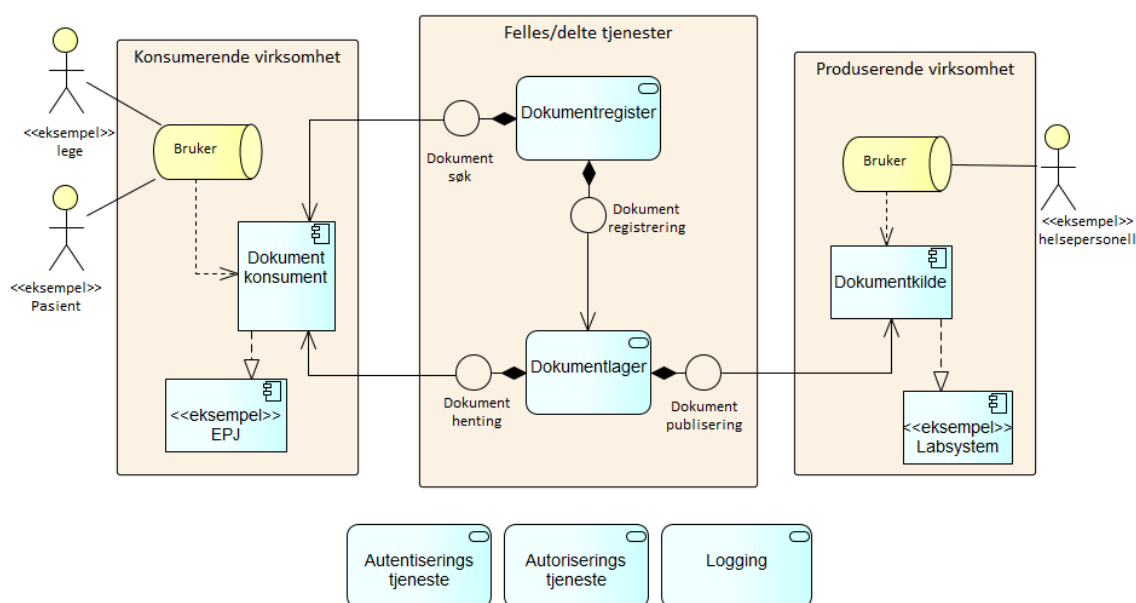 Konsumerende virksomhet
<<eksempel>>
lege
Bruker
<<eksempel>>
Pasient
Dokument
konsument
<<eksempel>>
EPJ
Felles/delte tjenester
Dokumentregister
Dokument
søk
Dokument
registrering
Dokumentlager
Dokument
henting
Dokument
publisering
Produserende virksomhet
Bruker
<<eksempel>>
helsepersonell
Dokumentkilde
<<eksempel>>
Labsystem
Autentiserings
tjeneste
Autoriserings
tjeneste
Logging